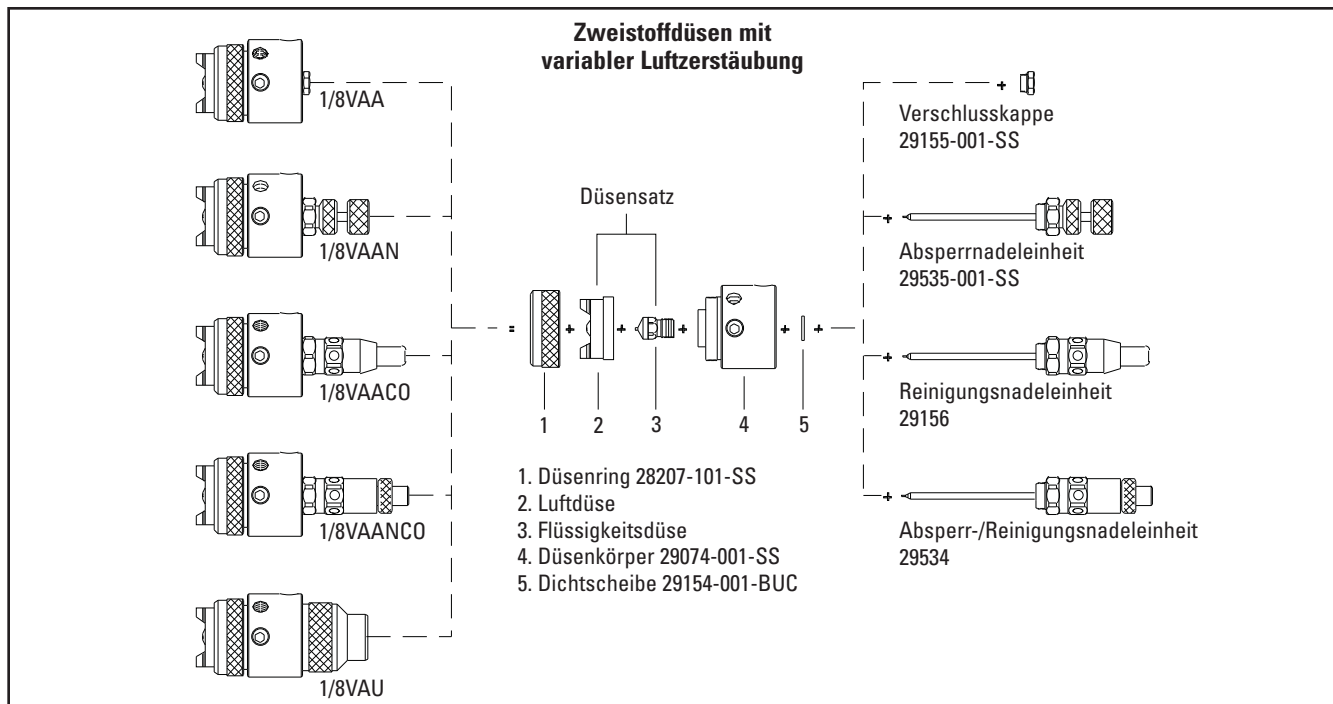 Zweistoffdüsen mit
variabler Luftzerstäubung
1/8VAA
1/8VAAN
1/8VAACO
1/8VAANCO
1/8VAU
Düsensatz
= + + + + +
1 2 3 4 5
1. Düsenring 28207-101-SS
2. Luftdüse
3. Flüssigkeitsdüse
4. Düsenkörper 29074-001-SS
5. Dichtscheibe 29154-001-BUC
+
Verschlusskappe
29155-001-SS
+
Absperrnadeleinheit
29535-001-SS
+
Reinigungsnadeleinheit
29156
+
Absperr-/Reinigungsnadeleinheit
29534